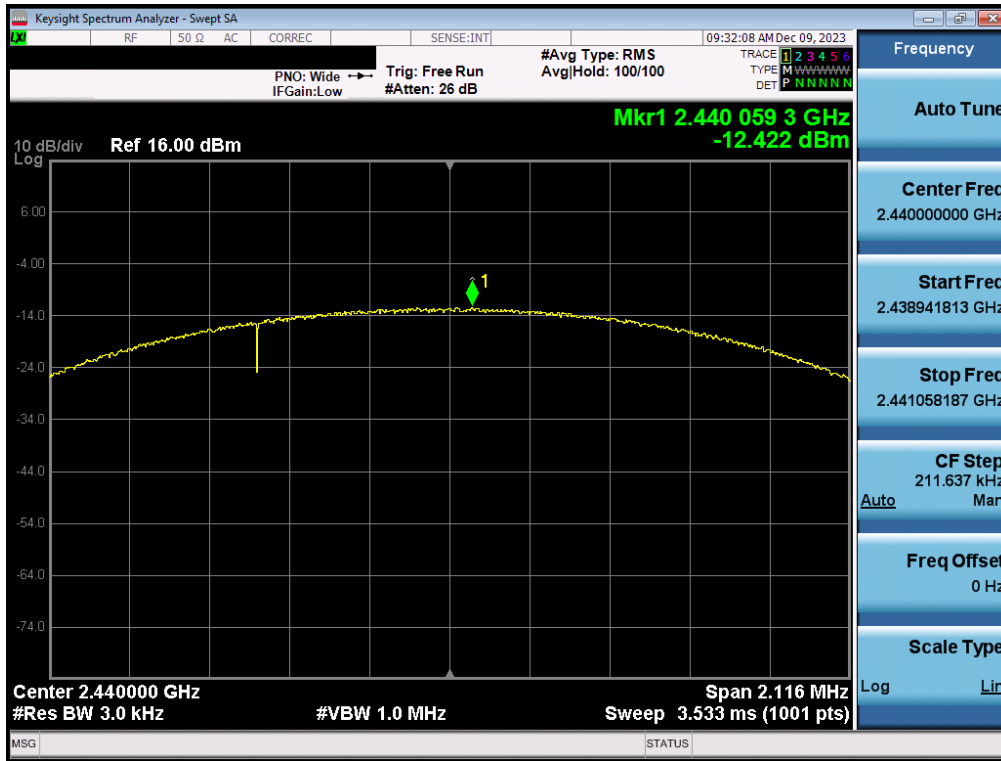 Keysight Spectrum Analyzer - Swept SA
LXI RF 50 Ω AC CORREC SENSE:INT 09:32:08 AM Dec 09, 2023
PNO: Wide
IFGain:Low
Trig: Free Run
#Atten: 26 dB
#Avg Type: RMS
Avg|Hold: 100/100
TRACE 1 2 3 4 5 6
TYPE M WWWWW
DET P N N N N N
Mkr1 2.440 059 3 GHz
-12.422 dBm
10 dB/div Ref 16.00 dBm
Log
6.00
-4.00
1
-14.0
-24.0
-34.0
-44.0
-54.0
-64.0
-74.0
Center 2.440000 GHz Span 2.116 MHz
#Res BW 3.0 kHz #VBW 1.0 MHz Sweep 3.533 ms (1001 pts)
MSG STATUS
Frequency
Auto Tune
Center Freq
2.440000000 GHz
Start Freq
2.438941813 GHz
Stop Freq
2.441058187 GHz
CF Step
211.637 kHz
Auto Man
Freq Offset
0 Hz
Scale Type
Log Lin